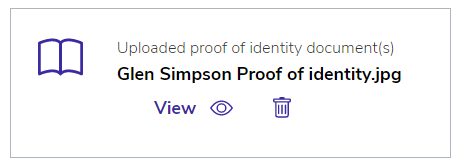 Uploaded proof of identity document(s)
Glen Simpson Proof of identity.jpg
View